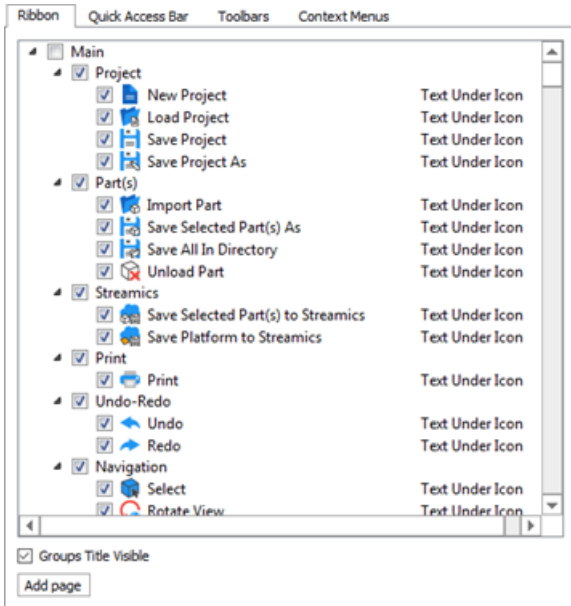 Ribbon Quick Access Bar Toolbars Context Menus
Main
Project
New Project Text Under Icon
Load Project Text Under Icon
Save Project Text Under Icon
Save Project As Text Under Icon
Part(s)
Import Part Text Under Icon
Save Selected Part(s) As Text Under Icon
Save All In Directory Text Under Icon
Unload Part Text Under Icon
Streamics
Save Selected Part(s) to Streamics Text Under Icon
Save Platform to Streamics Text Under Icon
Print
Print Text Under Icon
Undo-Redo
Undo Text Under Icon
Redo Text Under Icon
Navigation
Select Text Under Icon
Rotate View Text Under Icon
Groups Title Visible
Add page